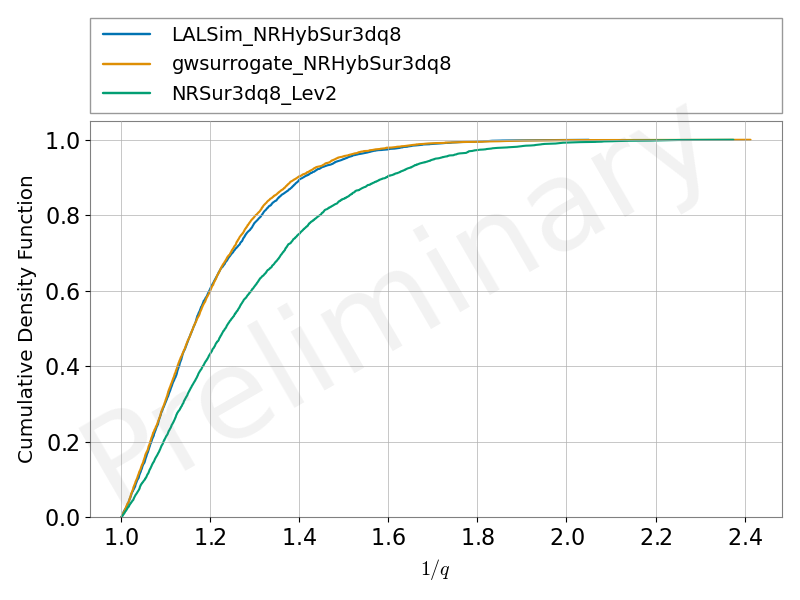 LALSim_NRHybSur3dq8
gwsurrogate_NRHybSur3dq8
NRSur3dq8_Lev2
1.0
0.8
0.6
0.4
0.2
0.0
Cumulative Density Function
Preliminary
1.0 1.2 1.4 1.6 1.8 2.0 2.2 2.4
1/q